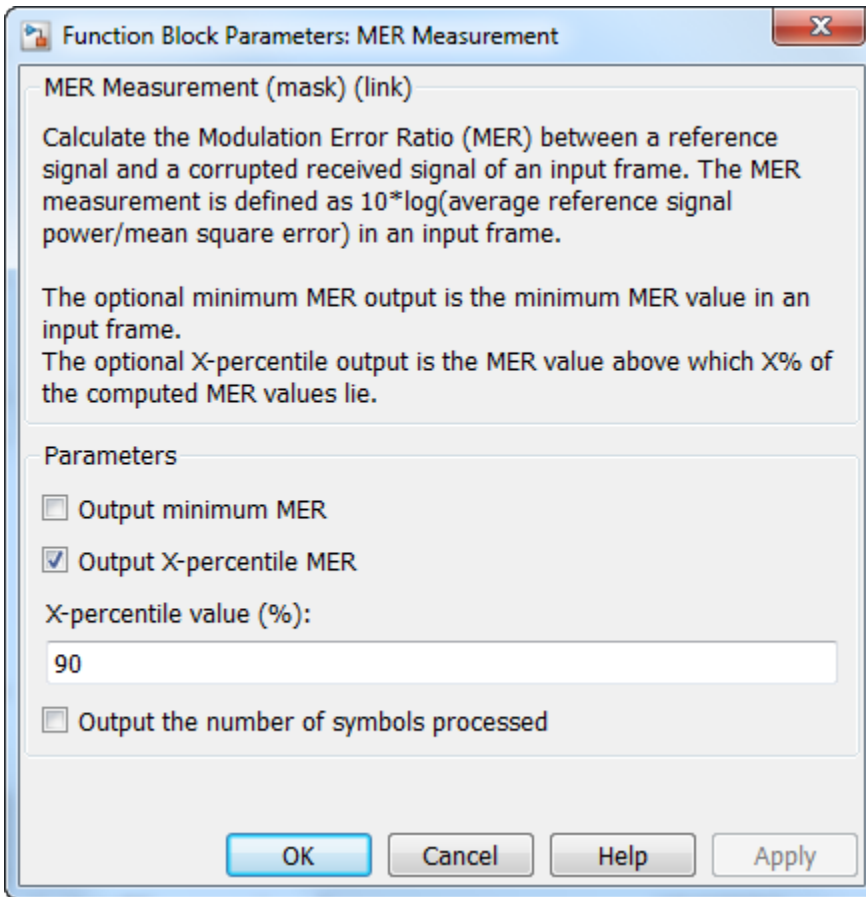 Function Block Parameters: MER Measurement
MER Measurement (mask) (link)
Calculate the Modulation Error Ratio (MER) between a reference
signal and a corrupted received signal of an input frame. The MER
measurement is defined as 10*log(average reference signal
power/mean square error) in an input frame.
The optional minimum MER output is the minimum MER value in an
input frame.
The optional X-percentile output is the MER value above which X% of
the computed MER values lie.
Parameters
Output minimum MER
Output X-percentile MER
X-percentile value (%):
90
Output the number of symbols processed
OK Cancel Help Apply